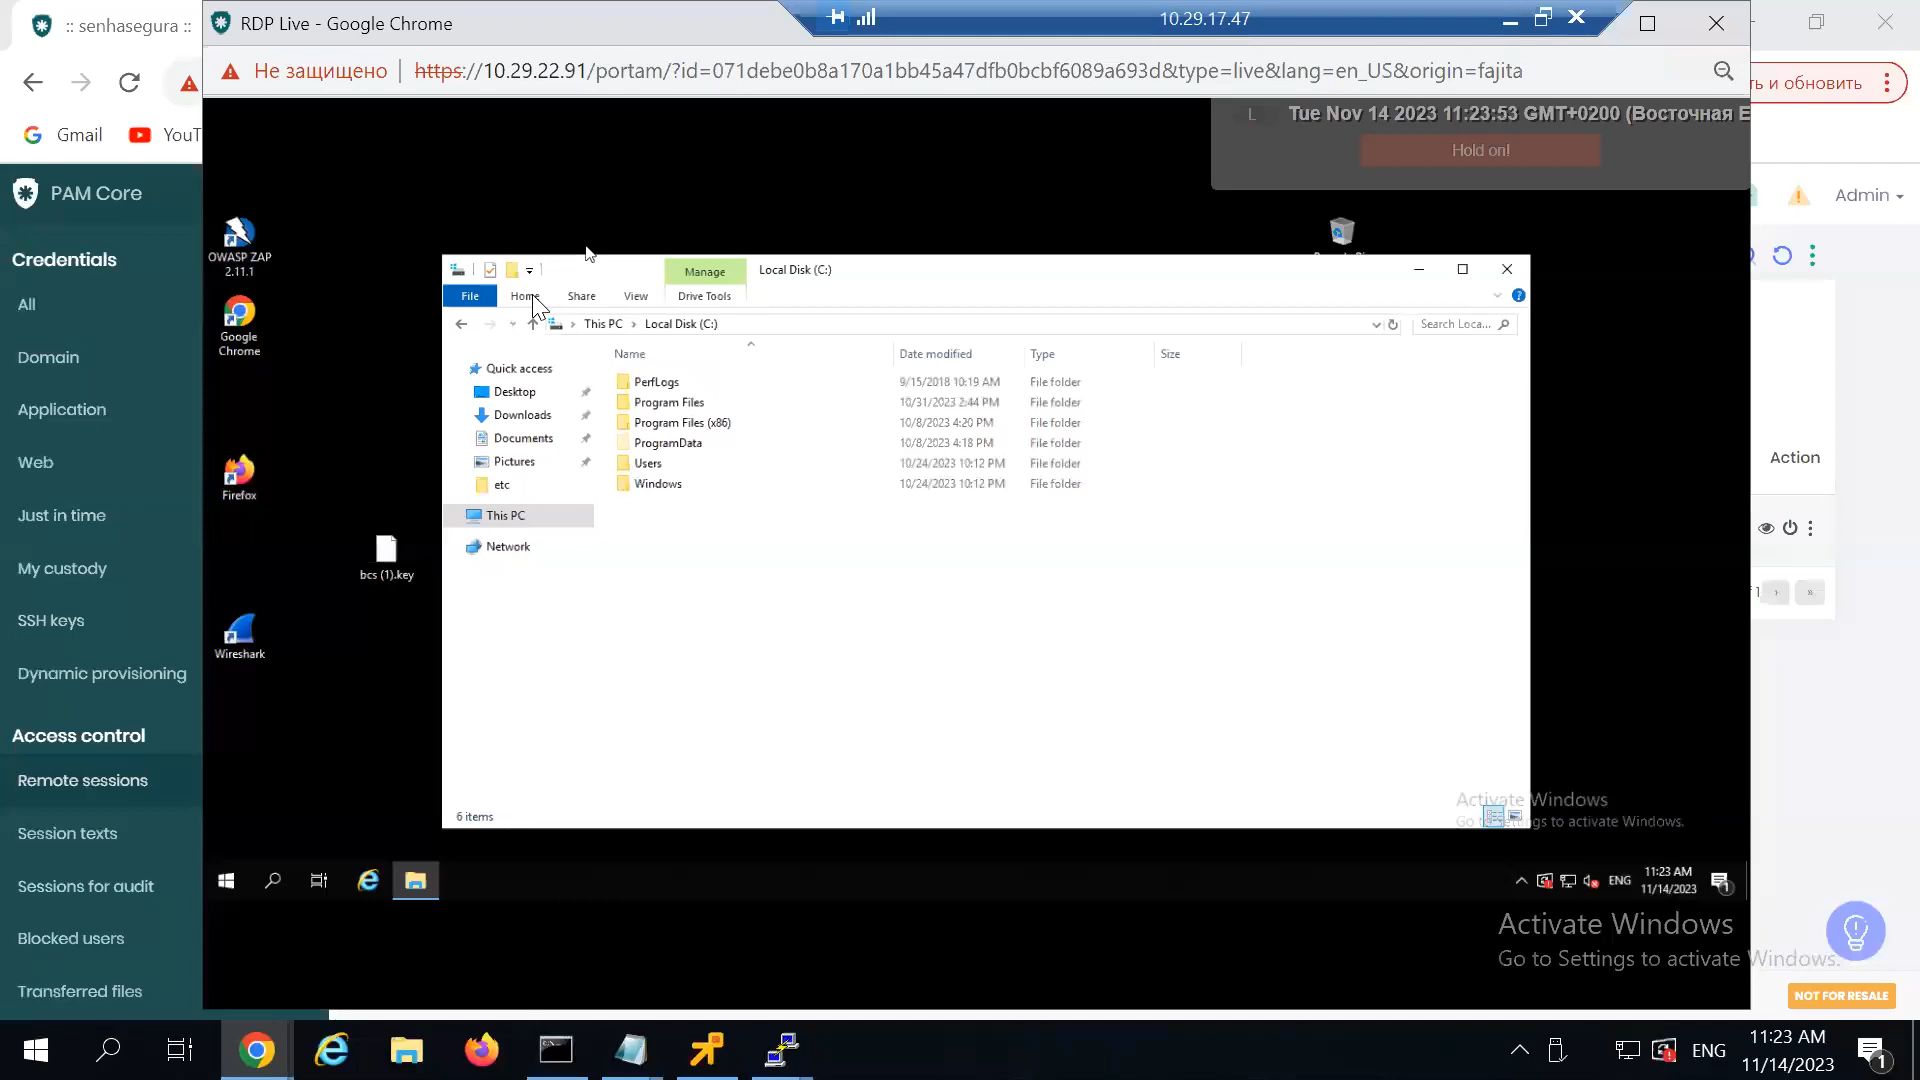 :: senhasegura ::
RDP Live - Google Chrome
10.29.17.47
Не защищено
https://10.29.22.91/portam/?id=071debe0b8a170a1bb45a47dfb0bcbf6089a693d&type=live&lang=en_US&origin=fajita
ть и обновить
Gmail
YouT
L
Tue Nov 14 2023 11:23:53 GMT+0200 (Восточная Е
Hold on!
PAM Core
Admin
Credentials
All
Domain
Application
Web
Just in time
My custody
SSH keys
Dynamic provisioning
Access control
Remote sessions
Session texts
Sessions for audit
Blocked users
Transferred files
OWASP ZAP
2.11.1
Google
Chrome
Firefox
bcs (1).key
Wireshark
Manage
Local Disk (C:)
File
Home
Share
View
Drive Tools
This PC
Local Disk (C:)
Search Loca...
Name
Date modified
Type
Size
Quick access
Desktop
Downloads
Documents
Pictures
etc
This PC
Network
PerfLogs 9/15/2018 10:19 AM File folder
Program Files 10/31/2023 2:44 PM File folder
Program Files (x86) 10/8/2023 4:20 PM File folder
ProgramData 10/8/2023 4:18 PM File folder
Users 10/24/2023 10:12 PM File folder
Windows 10/24/2023 10:12 PM File folder
6 items
Activate Windows
Go to Settings to activate Windows.
Action
1
ENG
11:23 AM
11/14/2023
1
Activate Windows
Go to Settings to activate Windows.
NOT FOR RESALE
ENG
11:23 AM
11/14/2023
1